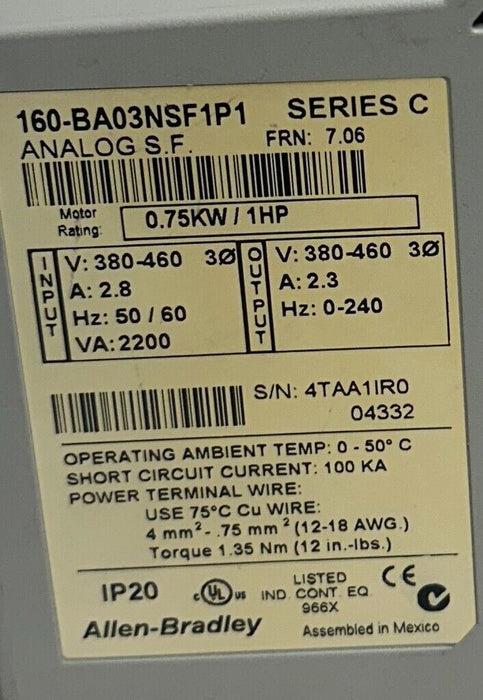 160-BA03NSF1P1 SERIES C
ANALOG S.F. FRN: 7.06
Motor
Rating: 0.75KW / 1HP
INPUT
V: 380-460 3Ø
A: 2.8
Hz: 50 / 60
VA: 2200
OUTPUT
V: 380-460 3Ø
A: 2.3
Hz: 0-240
S/N: 4TAA1IR0
04332
OPERATING AMBIENT TEMP: 0 - 50° C
SHORT CIRCUIT CURRENT: 100 KA
POWER TERMINAL WIRE:
USE 75°C Cu WIRE:
4 mm² - .75 mm² (12-18 AWG.)
Torque 1.35 Nm (12 in.-lbs.)
IP20 c UL us LISTED CE
IND. CONT. EQ.
966X
Allen-Bradley Assembled in Mexico